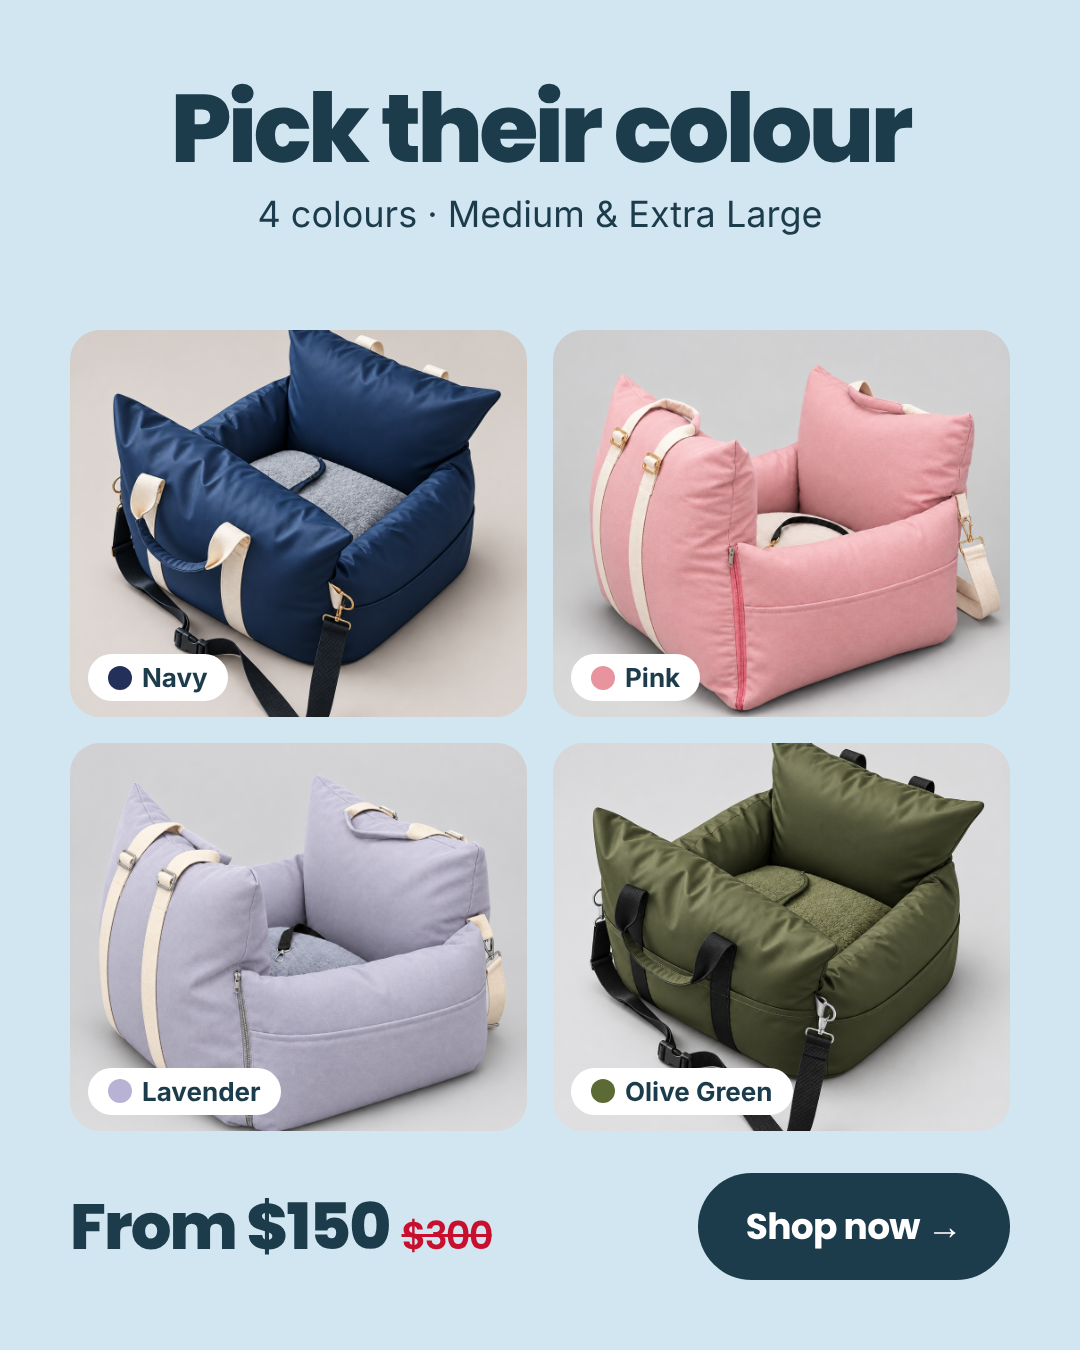 Pick their colour
4 colours · Medium & Extra Large
Navy
Pink
Lavender
Olive Green
From $150 $300
Shop now →